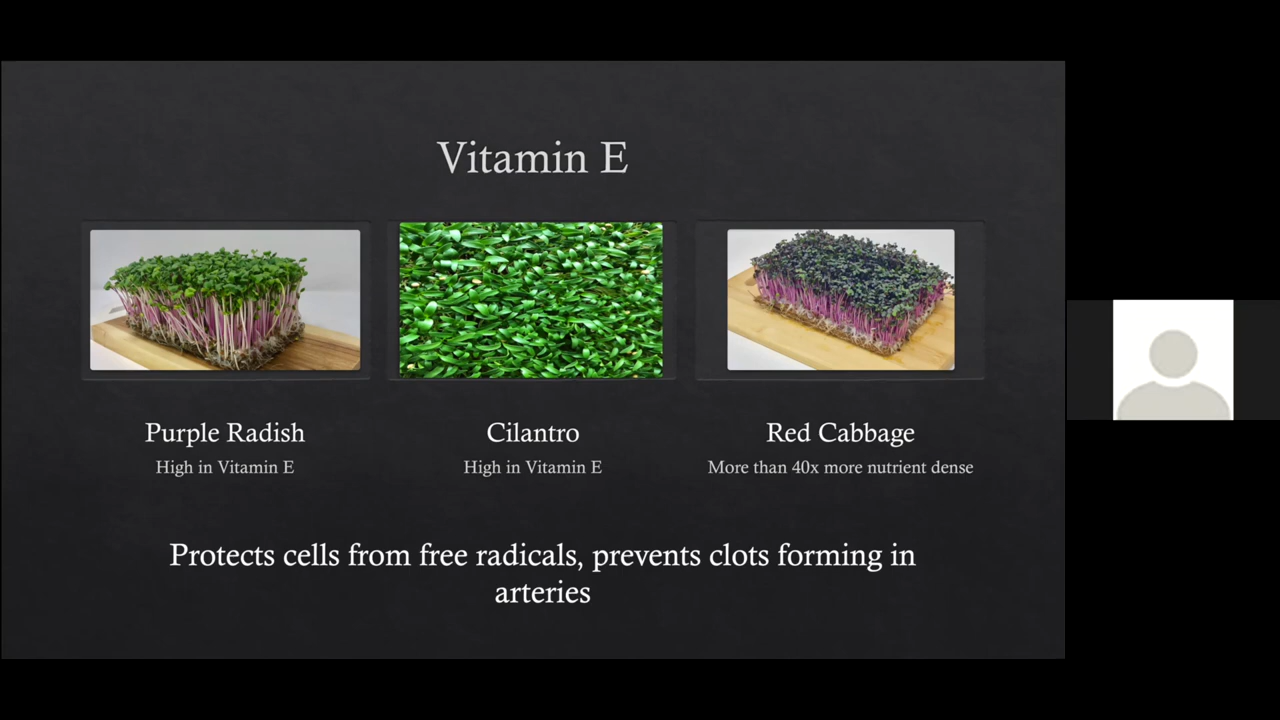 Vitamin E
Purple Radish
High in Vitamin E
Cilantro
High in Vitamin E
Red Cabbage
More than 40x more nutrient dense
Protects cells from free radicals, prevents clots forming in
arteries